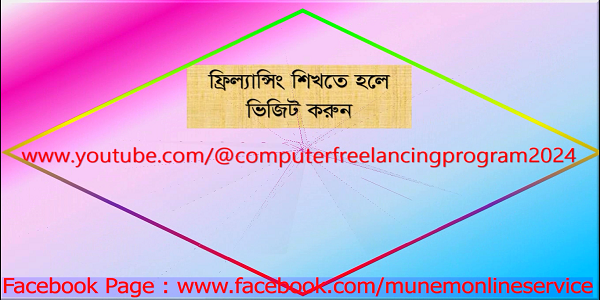 ফ্রিল্যান্সিং শিখতে হলে
ভিজিট করুন
www.youtube.com/@computerfreelancingprogram2024
Facebook Page : www.facebook.com/munemonlineservice